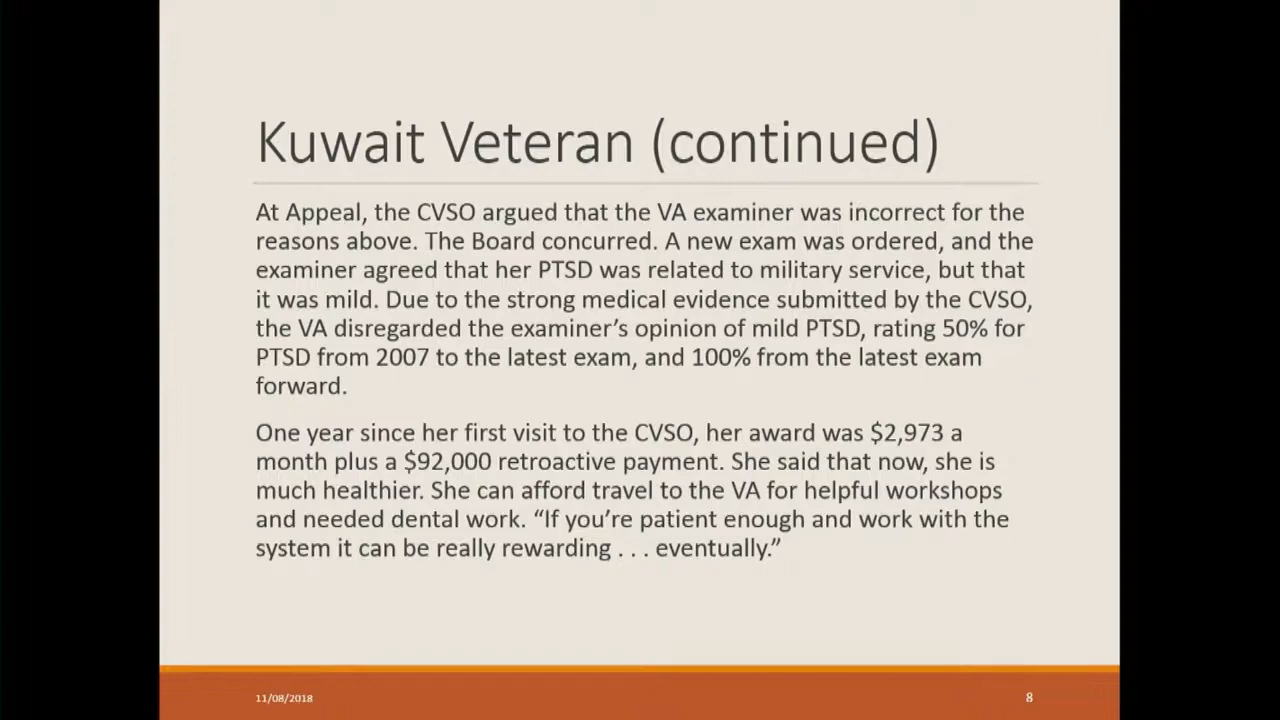 Kuwait Veteran (continued)
At Appeal, the CVSO argued that the VA examiner was incorrect for the
reasons above. The Board concurred. A new exam was ordered, and the
examiner agreed that her PTSD was related to military service, but that
it was mild. Due to the strong medical evidence submitted by the CVSO,
the VA disregarded the examiner’s opinion of mild PTSD, rating 50% for
PTSD from 2007 to the latest exam, and 100% from the latest exam
forward.
One year since her first visit to the CVSO, her award was $2,973 a
month plus a $92,000 retroactive payment. She said that now, she is
much healthier. She can afford travel to the VA for helpful workshops
and needed dental work. “If you’re patient enough and work with the
system it can be really rewarding . . . eventually.”
11/08/2018
8